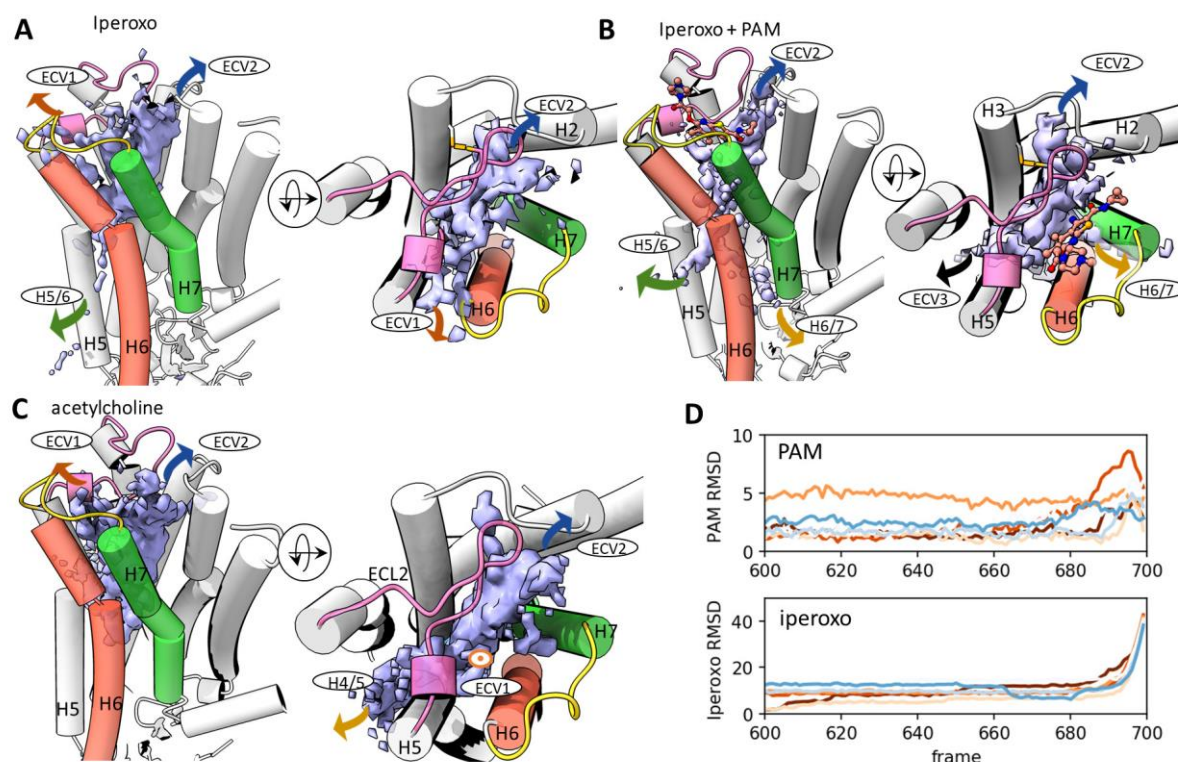 A
Iperoxo
ECV1
ECV2
H5/6
H5
H6
H7
ECV2
H2
H7
H6
ECV1
B
Iperoxo + PAM
ECV2
H5/6
H7
H6/7
H5
H6
ECV2
H3
H2
H7
H6/7
ECV3
H6
H5
C
acetylcholine
ECV1
ECV2
H7
H5
H6
ECL2
ECV2
H7
H4/5
ECV1
H5
H6
D
PAM
PAM RMSD
10
5
0
600 620 640 660 680 700
iperoxo
Iperoxo RMSD
40
20
0
600 620 640 660 680 700
frame